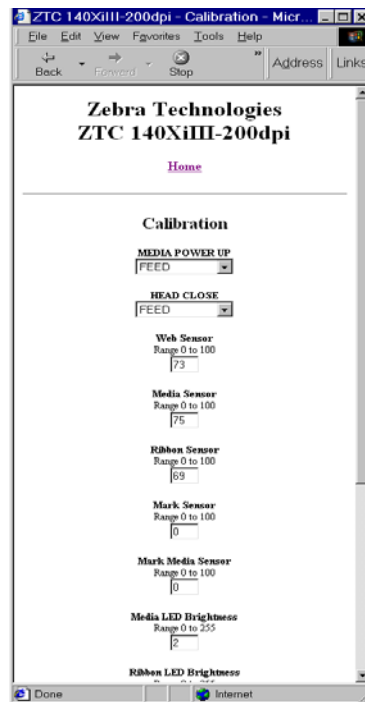 ZTC 140XiIII-200dpi - Calibration - Micr...
File Edit View Favorites Tools Help
Back Forward Stop » Address Links
Zebra Technologies
ZTC 140XiIII-200dpi
Home
Calibration
MEDIA POWER UP
FEED
HEAD CLOSE
FEED
Web Sensor
Range 0 to 100
73
Media Sensor
Range 0 to 100
75
Ribbon Sensor
Range 0 to 100
69
Mark Sensor
Range 0 to 100
0
Mark Media Sensor
Range 0 to 100
0
Media LED Brightness
Range 0 to 255
2
Ribbon LED Brightness
Done Internet